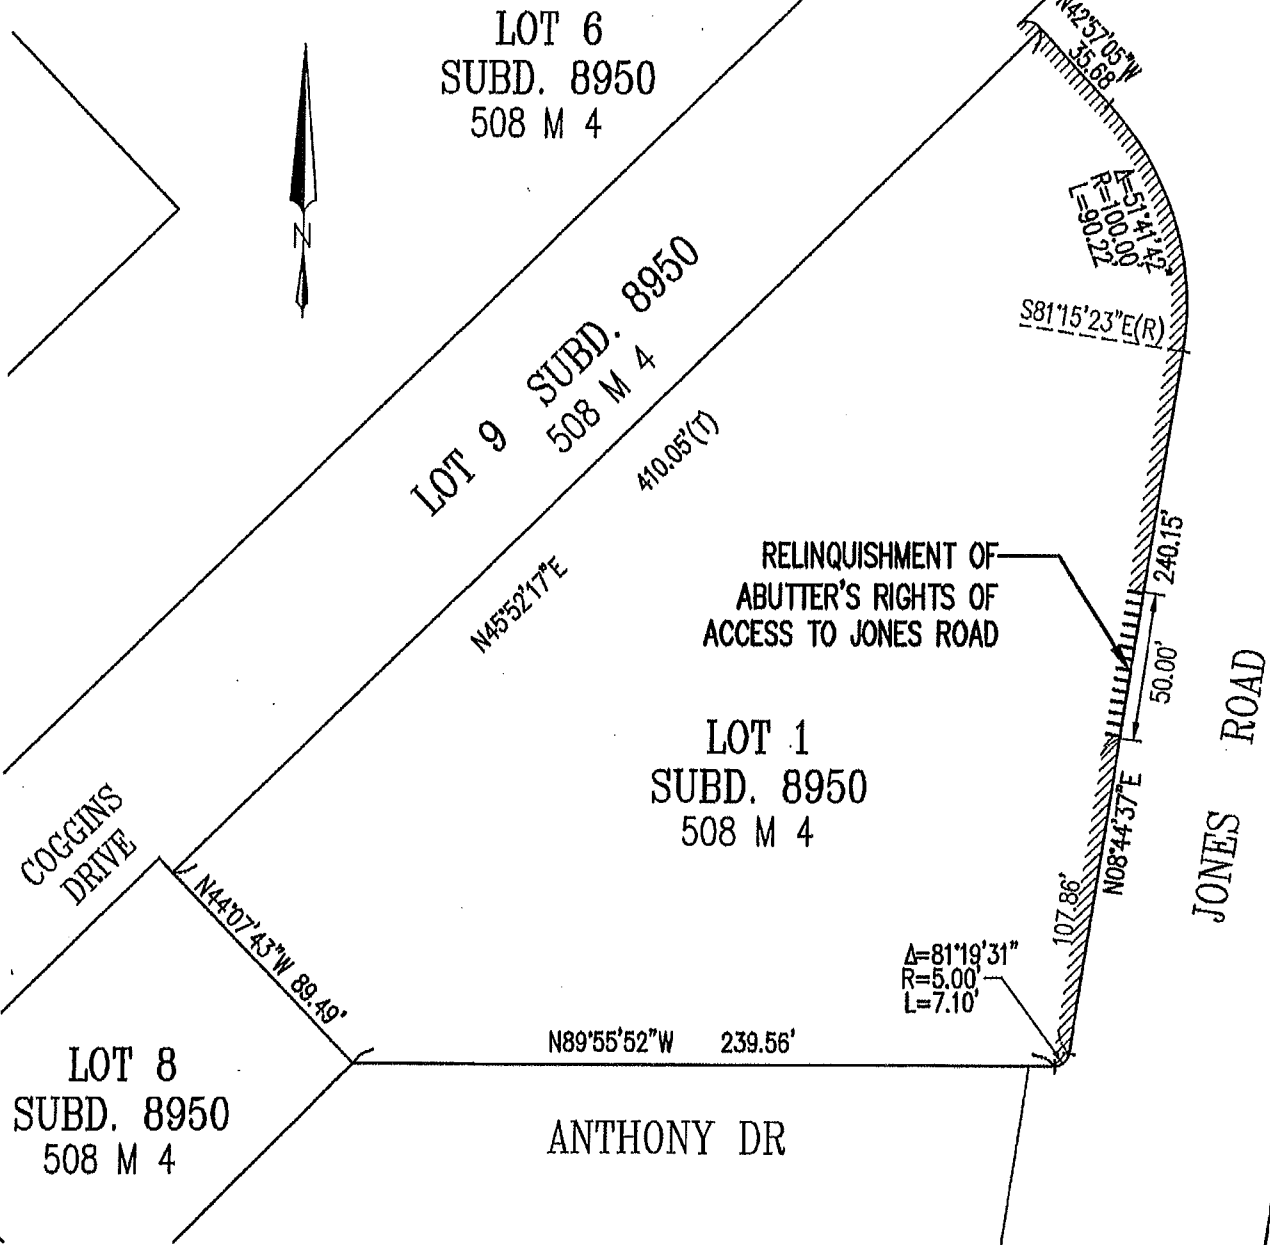 LOT 6
SUBD. 8950
508 M 4
N42°57'05"W
35.68'
N
Δ=51°41'42"
R=100.00'
L=90.22'
S81°15'23"E(R)
LOT 9 SUBD. 8950
508 M 4
410.05'(T)
N45°52'17"E
RELINQUISHMENT OF
ABUTTER'S RIGHTS OF
ACCESS TO JONES ROAD
240.15'
50.00'
JONES ROAD
LOT 1
SUBD. 8950
508 M 4
N08°44'37"E
107.86'
COGGINS
DRIVE
N44°07'43"W 89.49'
Δ=81°19'31"
R=5.00'
L=7.10'
N89°55'52"W 239.56'
LOT 8
SUBD. 8950
508 M 4
ANTHONY DR